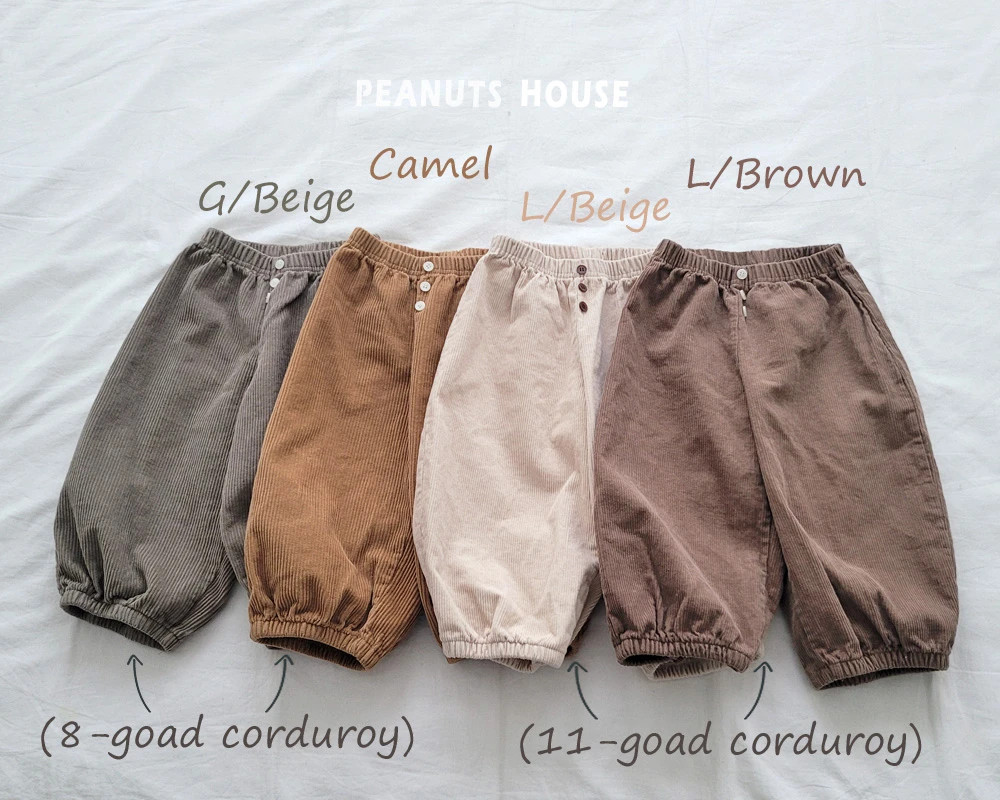 PEANUTS HOUSE
G/Beige
Camel
L/Beige
L/Brown
(8-goad corduroy)
(11-goad corduroy)